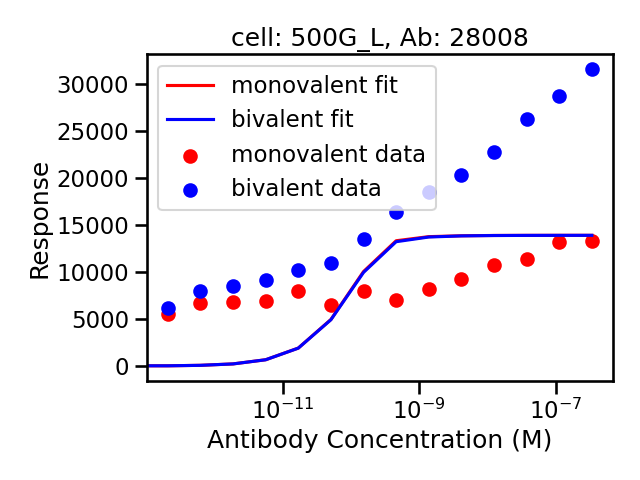 cell: 500G_L, Ab: 28008
monovalent fit
bivalent fit
monovalent data
bivalent data
Response
30000
25000
20000
15000
10000
5000
0
10⁻¹¹
10⁻⁹
10⁻⁷
Antibody Concentration (M)